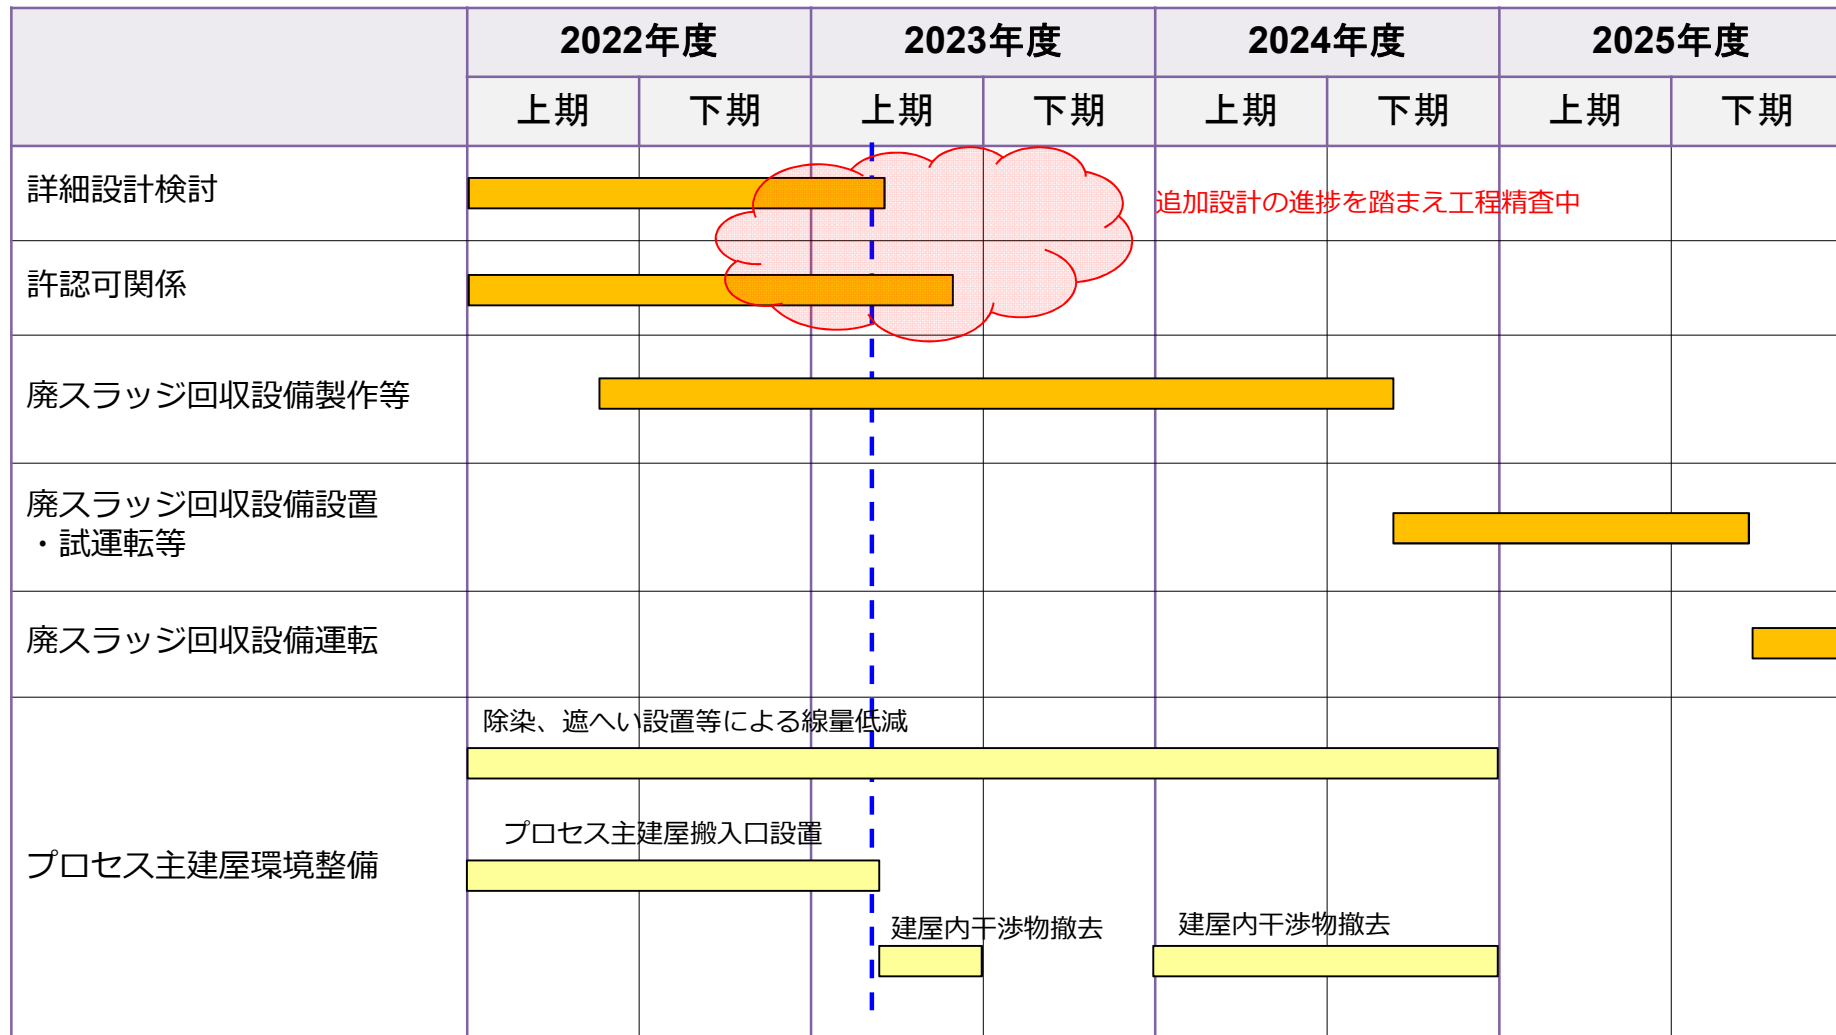 2022年度
2023年度
2024年度
2025年度
上期
下期
上期
下期
上期
下期
上期
下期
詳細設計検討
追加設計の進捗を踏まえ工程精査中
許認可関係
廃スラッジ回収設備製作等
廃スラッジ回収設備設置
・試運転等
廃スラッジ回収設備運転
プロセス主建屋環境整備
除染、遮へい設置等による線量低減
プロセス主建屋搬入口設置
建屋内干渉物撤去
建屋内干渉物撤去